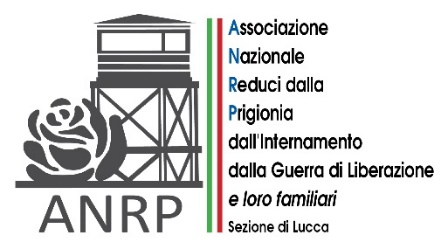 ANRP
Associazione
Nazionale
Reduci dalla
Prigionia
dall'Internamento
dalla Guerra di Liberazione
e loro familiari
Sezione di Lucca